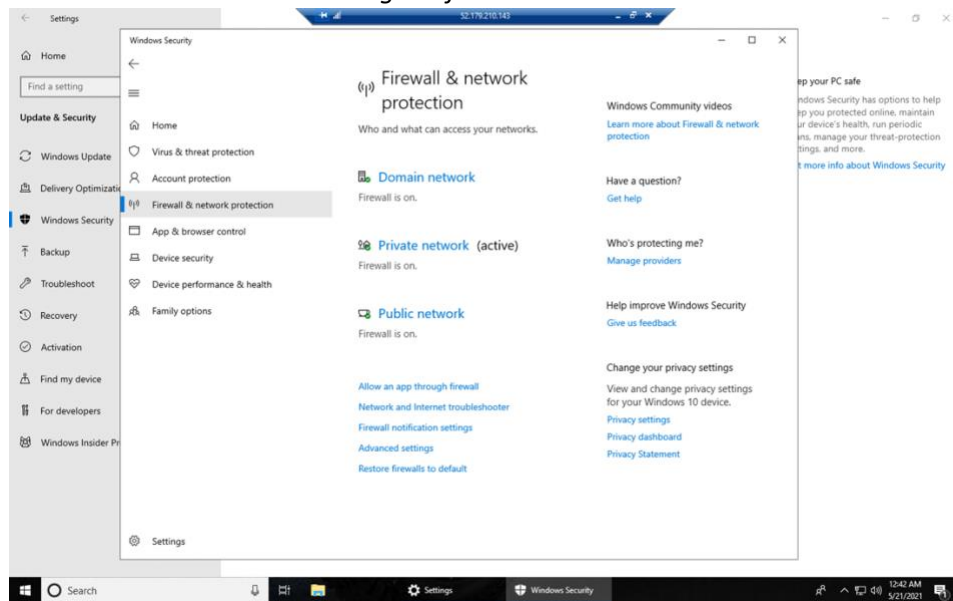 Settings
52.179.210.143
Home
Find a setting
Update & Security
Windows Update
Delivery
Windows Security
Backup
Troubleshoot
Recovery
Activation
Find my device
For developers
Windows Insider
Windows Security
Home
Virus & threat protection
Account protection
Firewall & network protection
App & browser control
Device security
Device performance & health
Family options
Settings
Firewall & network
protection
Who and what can access your networks.
Domain network
Firewall is on.
Private network (active)
Firewall is on.
Public network
Firewall is on.
Allow an app through firewall
Network and Internet troubleshooter
Firewall notification settings
Advanced settings
Restore firewalls to default
Windows Community videos
Learn more about Firewall & network
protection
Have a question?
Get help
Who's protecting me?
Manage providers
Help improve Windows Security
Give us feedback
Change your privacy settings
View and change privacy settings
for your Windows 10 device.
Privacy settings
Privacy dashboard
Privacy Statement
ep your PC safe
ndows Security has options to help
ep you protected online, maintain
ur device's health, run periodic
ans, manage your threat-protection
tings, and more.
t more info about Windows Security
Search
Settings
Windows Security
12:42 AM
5/21/2021